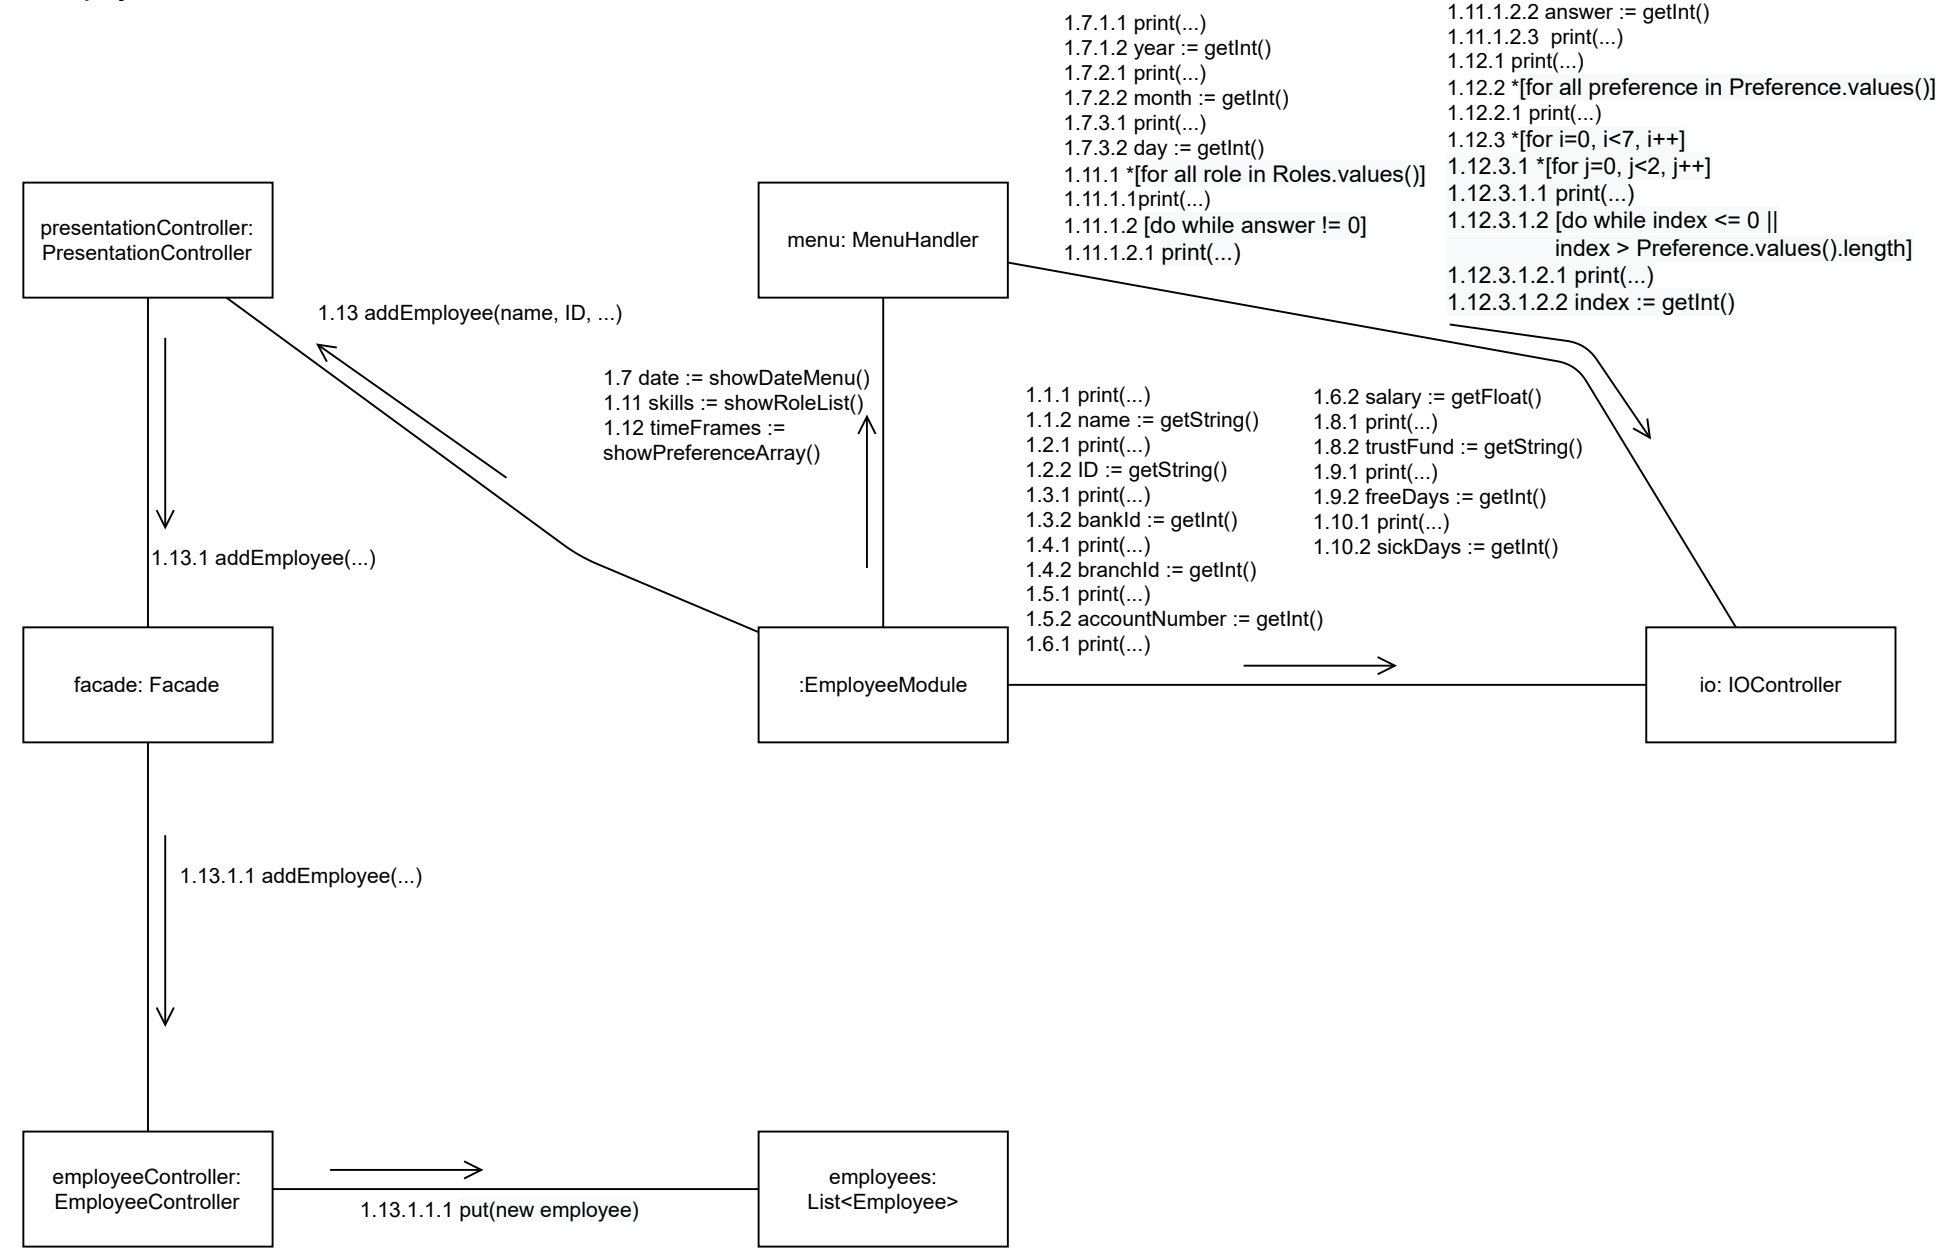 1.7.1.1 print(...)
1.7.1.2 year := getInt()
1.7.2.1 print(...)
1.7.2.2 month := getInt()
1.7.3.1 print(...)
1.7.3.2 day := getInt()
1.11.1 *[for all role in Roles.values()]
1.11.1.1print(...)
1.11.1.2 [do while answer != 0]
1.11.1.2.1 print(...)
1.11.1.2.2 answer := getInt()
1.11.1.2.3  print(...)
1.12.1 print(...)
1.12.2 *[for all preference in Preference.values()]
1.12.2.1 print(...)
1.12.3 *[for i=0, i<7, i++]
1.12.3.1 *[for j=0, j<2, j++]
1.12.3.1.1 print(...)
1.12.3.1.2 [do while index <= 0 ||
index > Preference.values().length]
1.12.3.1.2.1 print(...)
1.12.3.1.2.2 index := getInt()
presentationController:
PresentationController
menu: MenuHandler
1.13 addEmployee(name, ID, ...)
1.7 date := showDateMenu()
1.11 skills := showRoleList()
1.12 timeFrames :=
showPreferenceArray()
1.1.1 print(...)
1.1.2 name := getString()
1.2.1 print(...)
1.2.2 ID := getString()
1.3.1 print(...)
1.3.2 bankId := getInt()
1.4.1 print(...)
1.4.2 branchId := getInt()
1.5.1 print(...)
1.5.2 accountNumber := getInt()
1.6.1 print(...)
1.6.2 salary := getFloat()
1.8.1 print(...)
1.8.2 trustFund := getString()
1.9.1 print(...)
1.9.2 freeDays := getInt()
1.10.1 print(...)
1.10.2 sickDays := getInt()
1.13.1 addEmployee(...)
facade: Facade
:EmployeeModule
io: IOController
1.13.1.1 addEmployee(...)
employeeController:
EmployeeController
1.13.1.1.1 put(new employee)
employees:
List<Employee>